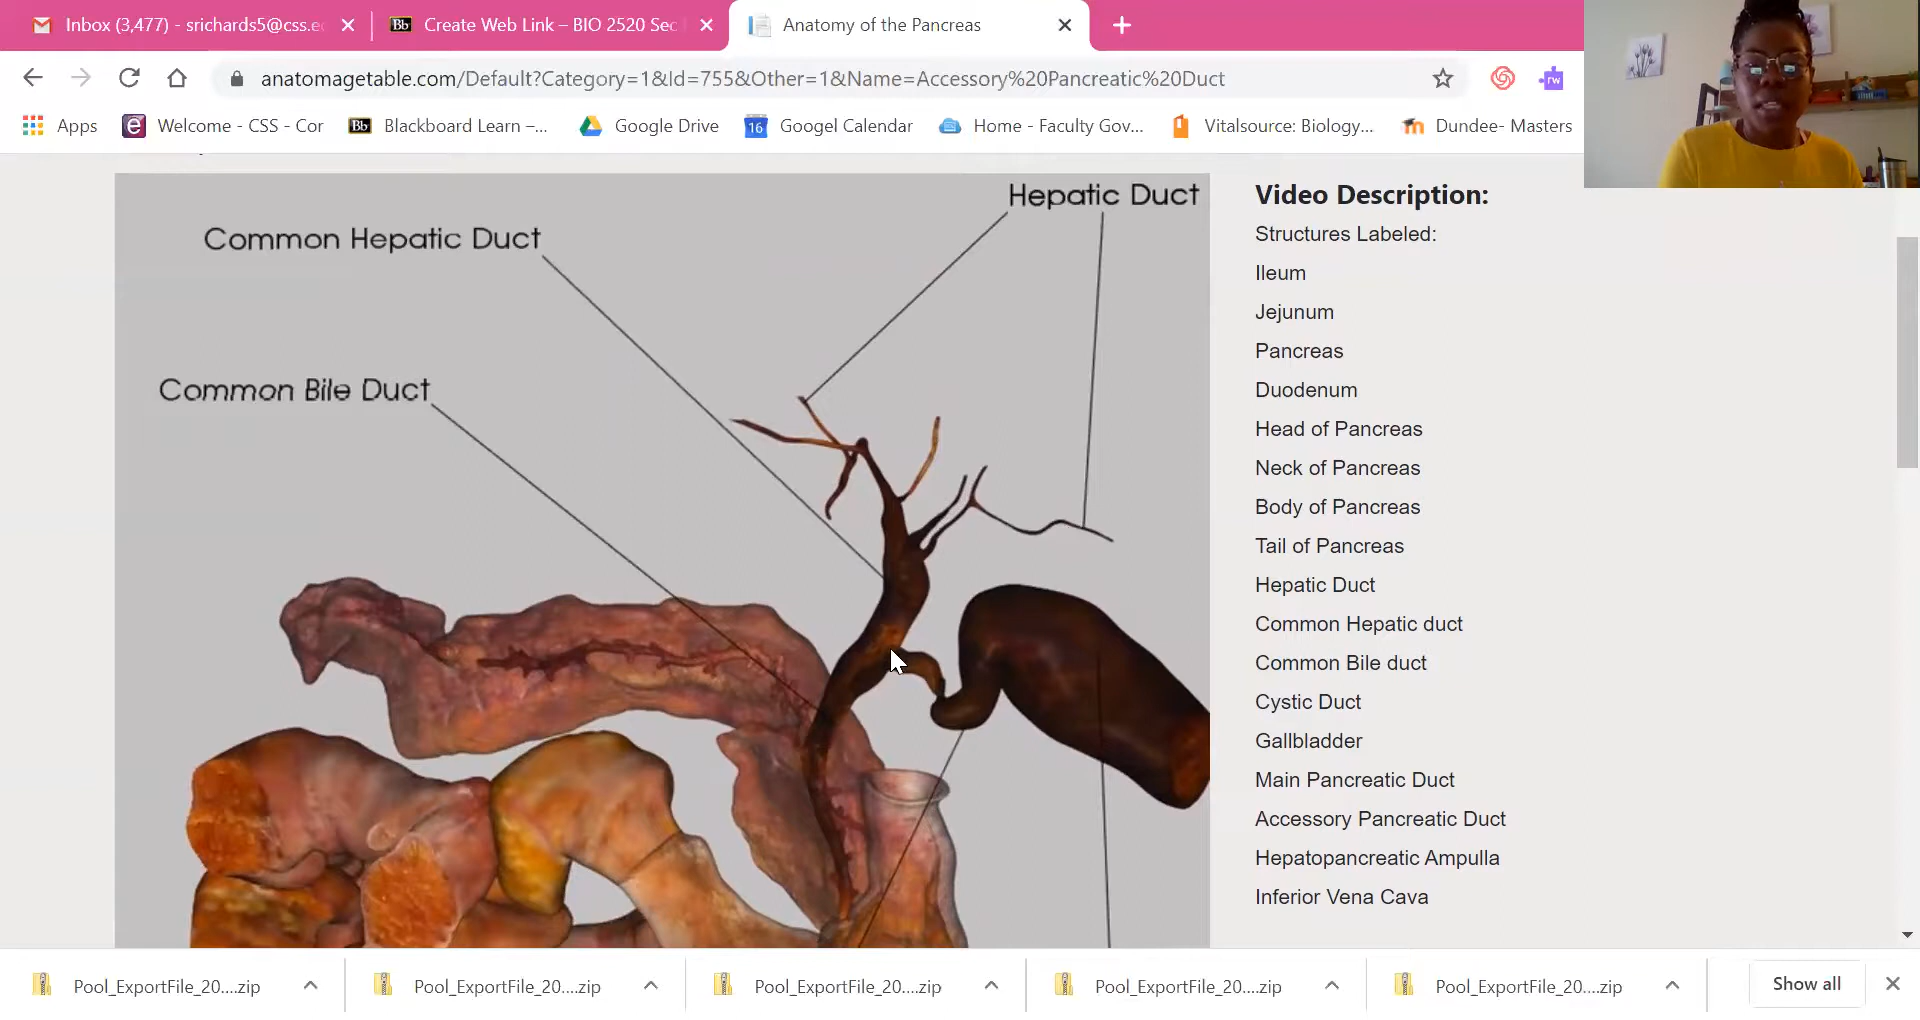 Inbox (3,477) - srichards5@css.e
Create Web Link – BIO 2520 Sec
Anatomy of the Pancreas
anatomagetable.com/Default?Category=1&Id=755&Other=1&Name=Accessory%20Pancreatic%20Duct
rw
Apps
Welcome - CSS - Cor
Bb
Blackboard Learn –...
Google Drive
16
Googel Calendar
Home - Faculty Gov...
Vitalsource: Biology...
Dundee- Masters
Hepatic Duct
Common Hepatic Duct
Common Bile Duct
Video Description:
Structures Labeled:
Ileum
Jejunum
Pancreas
Duodenum
Head of Pancreas
Neck of Pancreas
Body of Pancreas
Tail of Pancreas
Hepatic Duct
Common Hepatic duct
Common Bile duct
Cystic Duct
Gallbladder
Main Pancreatic Duct
Accessory Pancreatic Duct
Hepatopancreatic Ampulla
Inferior Vena Cava
Pool_ExportFile_20....zip
Pool_ExportFile_20....zip
Pool_ExportFile_20....zip
Pool_ExportFile_20....zip
Pool_ExportFile_20....zip
Show all